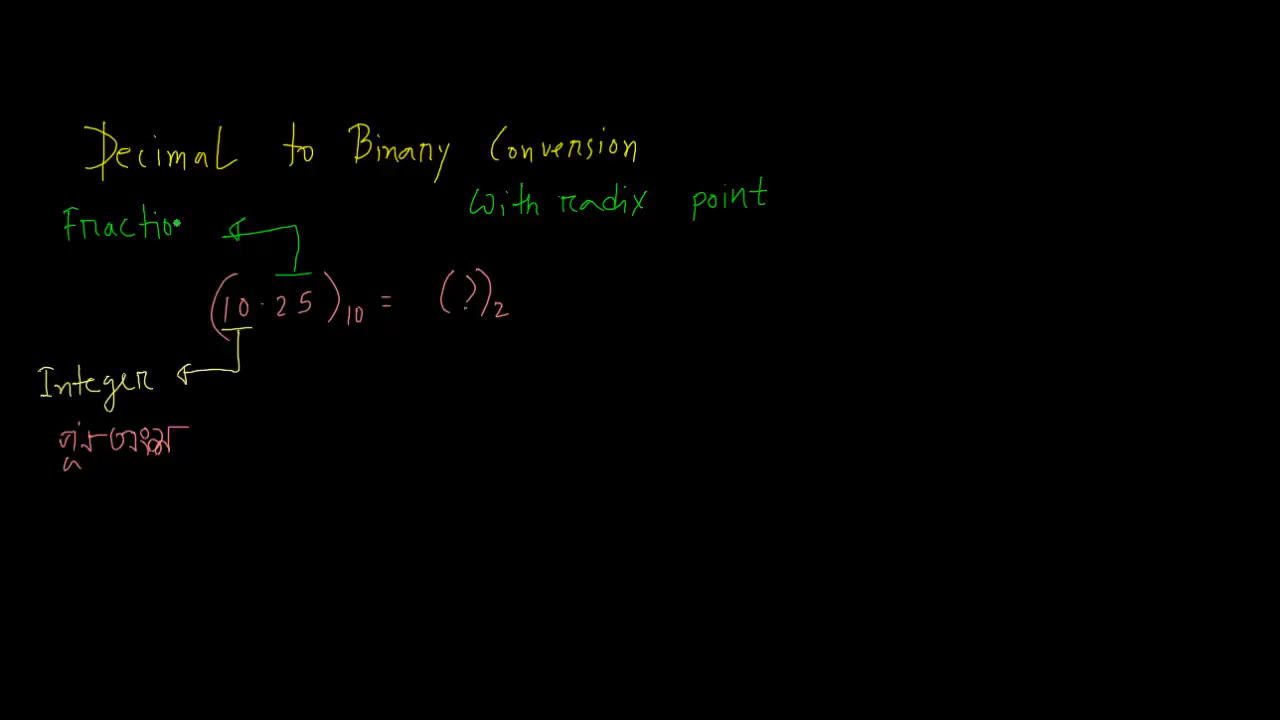 Decimal to Binary Conversion
With radix point
Fractio
(10.25)10 = (?)2
Integer